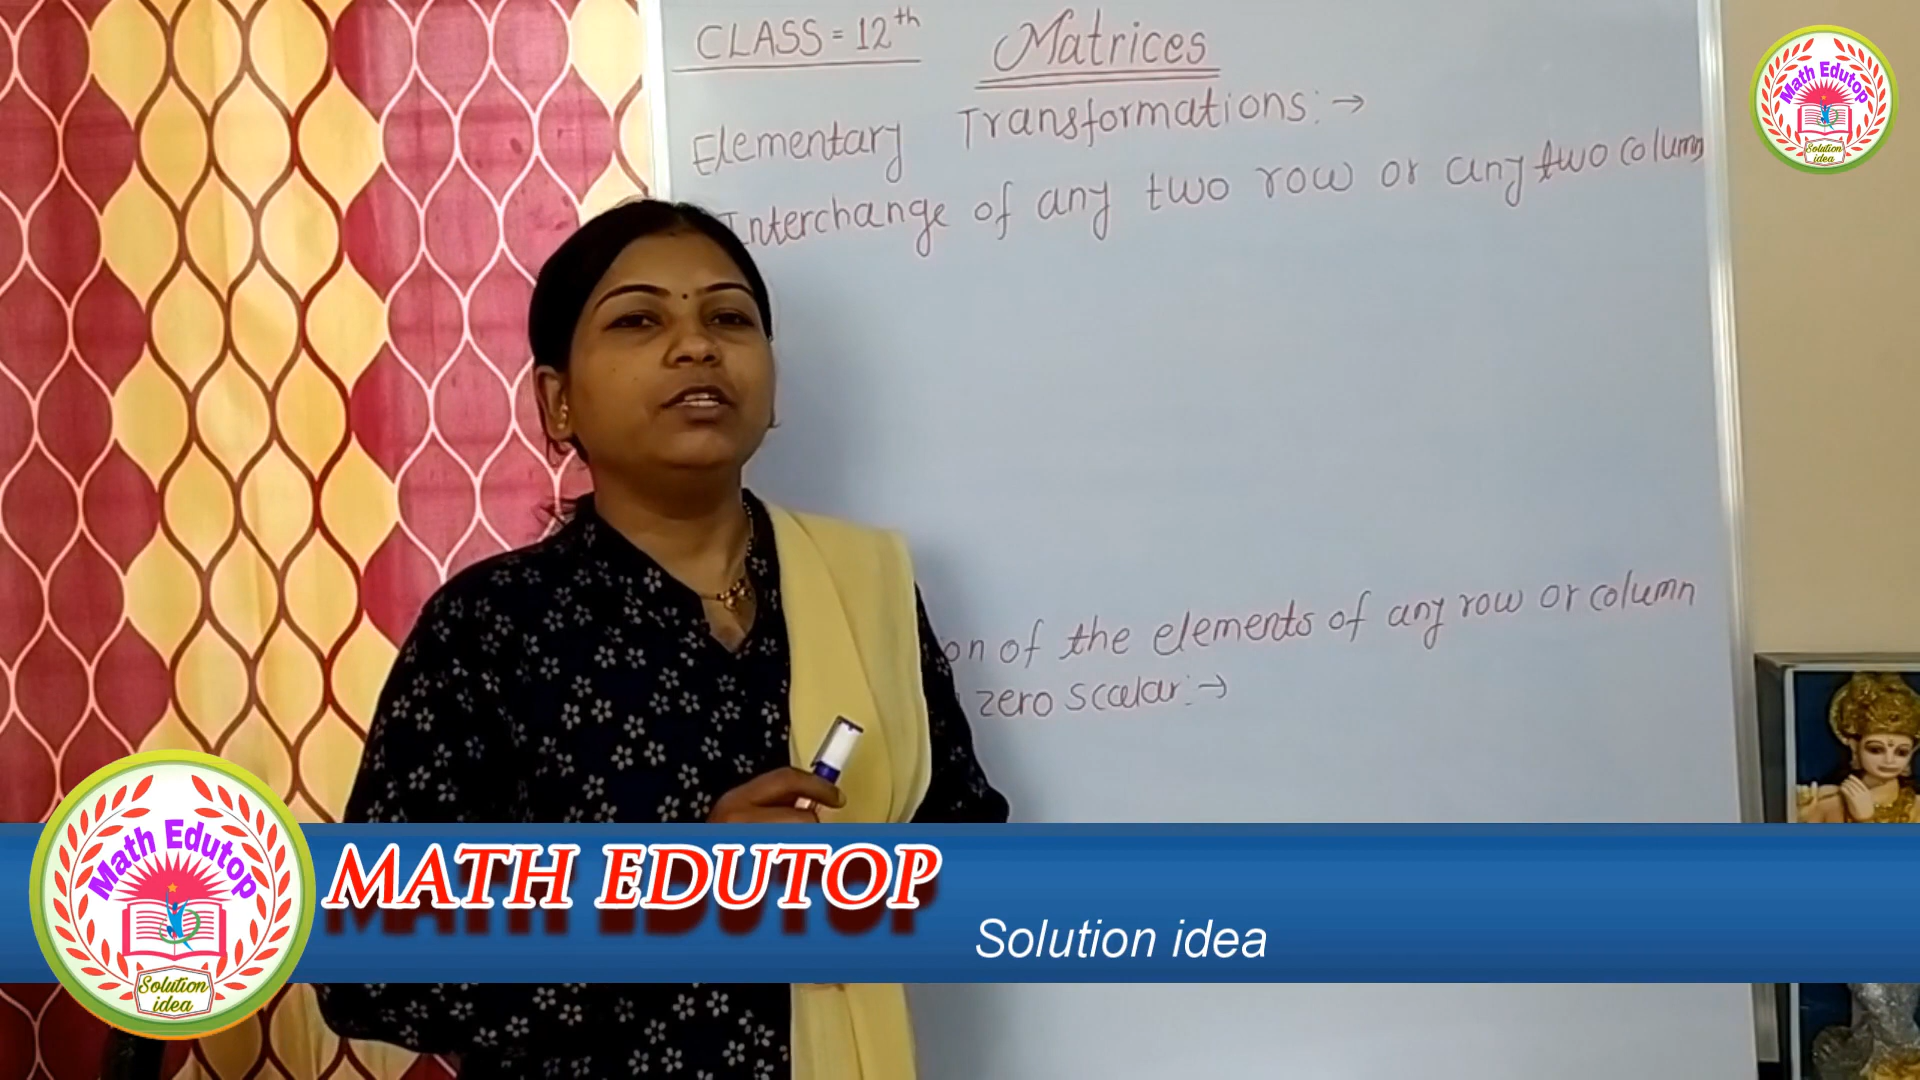 CLASS = 12th
Matrices
Elementary Transformations:→
Interchange of any two row or any two column
on of the elements of any row or column
zero scalar:→
Math Edutop
Solution
idea
Math Edutop
Solution
idea
MATH EDUTOP
Solution idea